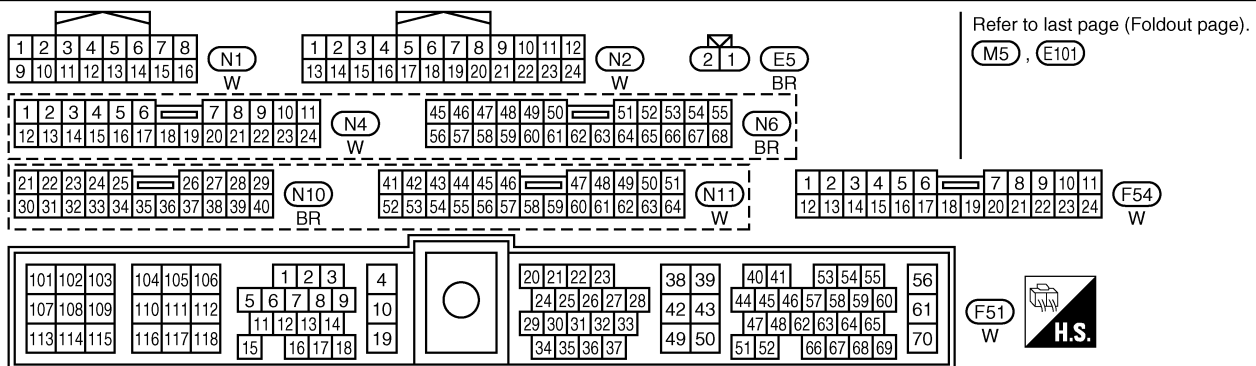 Refer to last page (Foldout page).
M5 , E101
1 2 3 4 5 6 7 8
9 10 11 12 13 14 15 16
N1
W
1 2 3 4 5 6 7 8 9 10 11 12
13 14 15 16 17 18 19 20 21 22 23 24
N2
W
2 1
E5
BR
1 2 3 4 5 6 7 8 9 10 11
12 13 14 15 16 17 18 19 20 21 22 23 24
N4
W
45 46 47 48 49 50 51 52 53 54 55
56 57 58 59 60 61 62 63 64 65 66 67 68
N6
BR
21 22 23 24 25 26 27 28 29
30 31 32 33 34 35 36 37 38 39 40
N10
BR
41 42 43 44 45 46 47 48 49 50 51
52 53 54 55 56 57 58 59 60 61 62 63 64
N11
W
1 2 3 4 5 6 7 8 9 10 11
12 13 14 15 16 17 18 19 20 21 22 23 24
F54
W
101 102 103 104 105 106 1 2 3 4 20 21 22 23 38 39 40 41 53 54 55 56
107 108 109 110 111 112 5 6 7 8 9 10 24 25 26 27 28 42 43 44 45 46 57 58 59 60 61
11 12 13 14 29 30 31 32 33 47 48 62 63 64 65
113 114 115 116 117 118 15 16 17 18 19 34 35 36 37 49 50 51 52 66 67 68 69 70
F51
W
H.S.